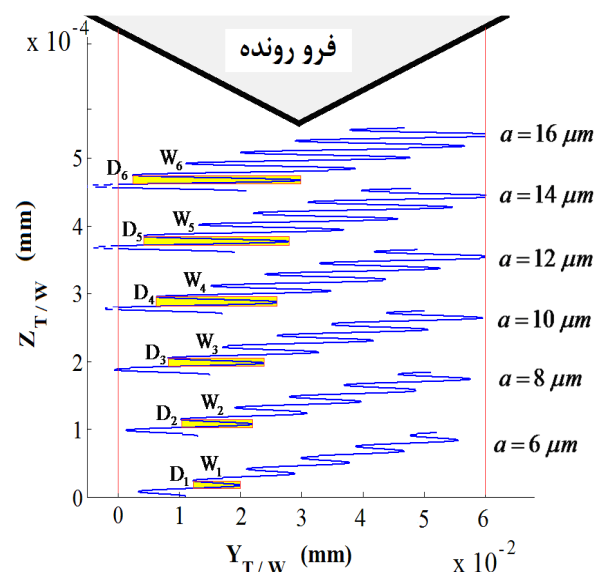 x 10⁻⁴
فرو رونده
a = 16 μm
5
D₆
W₆
a = 14 μm
4
D₅
W₅
a = 12 μm
3
D₄
W₄
a = 10 μm
2
D₃
W₃
a = 8 μm
1
D₂
W₂
a = 6 μm
D₁
W₁
0
Z_T/W (mm)
0 1 2 3 4 5 6
Y_T/W (mm)
x 10⁻²